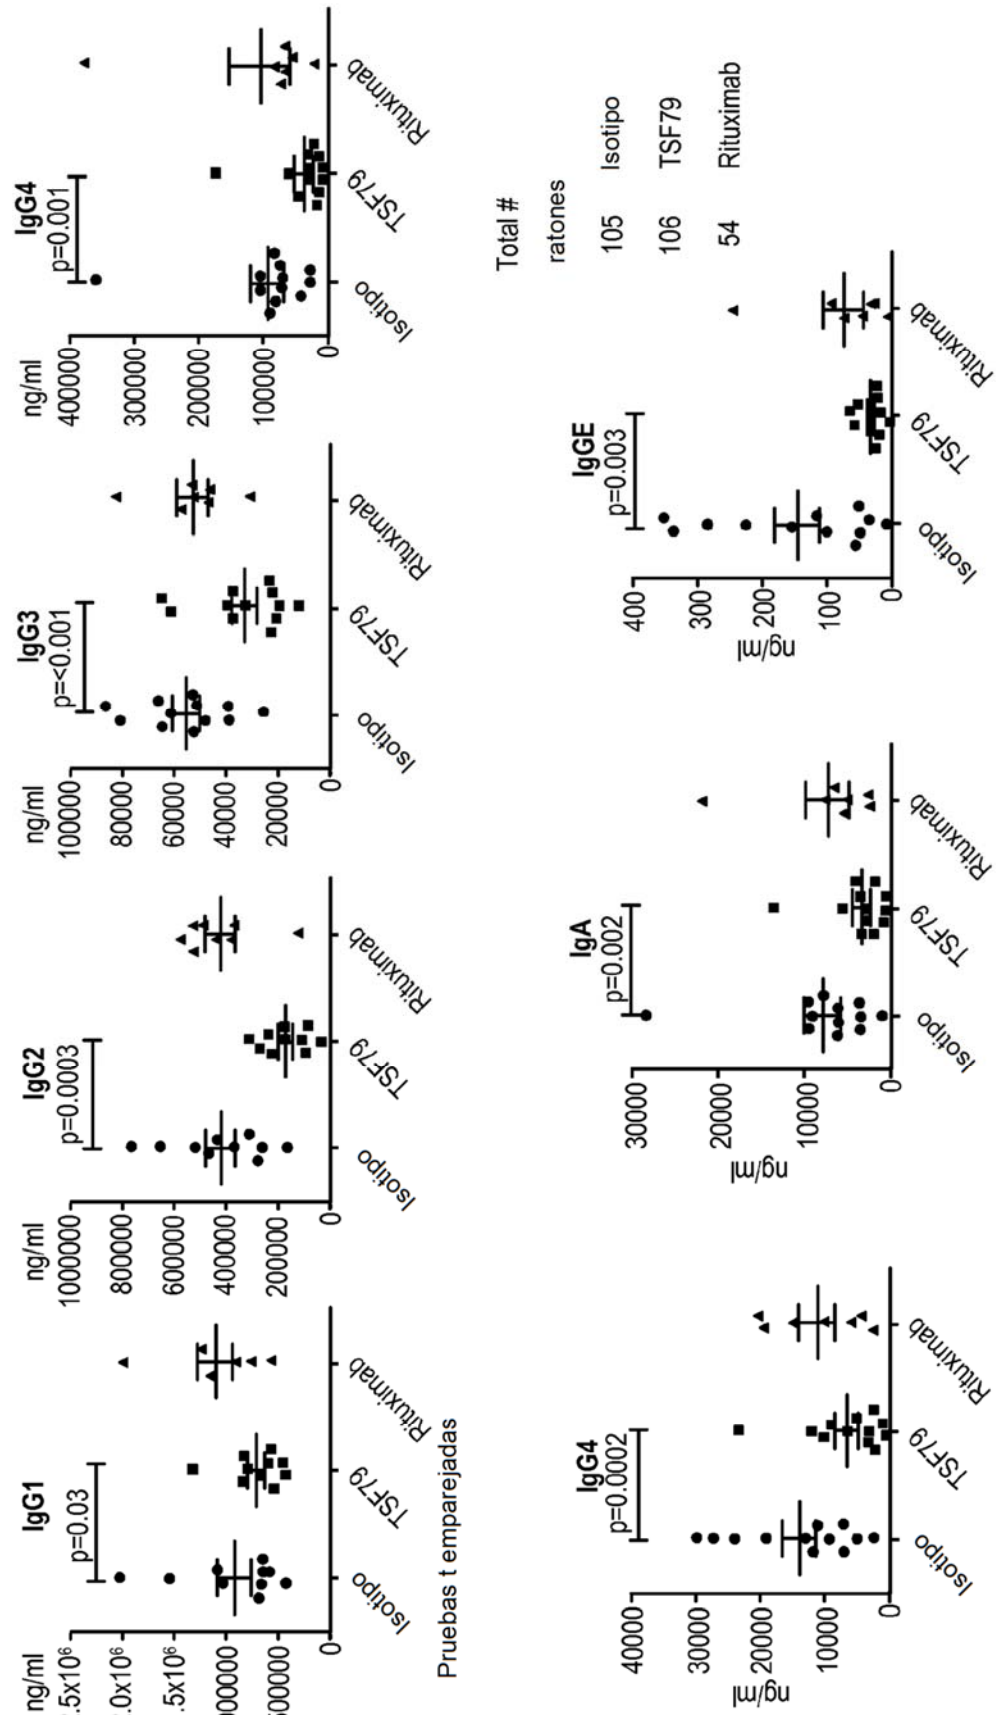 IgG1
p=0.03
ng/ml
.5x10⁶
.0x10⁶
.5x10⁶
500000
0
Isotipo
TSF79
Rituximab
IgG2
p=0.0003
ng/ml
1000000
800000
600000
400000
200000
0
Isotipo
TSF79
Rituximab
IgG3
p=<0.001
ng/ml
100000
80000
60000
40000
20000
0
Isotipo
TSF79
Rituximab
IgG4
p=0.001
ng/ml
400000
300000
200000
100000
0
Isotipo
TSF79
Rituximab
Pruebas t emparejadas
IgG4
p=0.0002
ng/ml
40000
30000
20000
10000
0
Isotipo
TSF79
Rituximab
IgA
p=0.002
ng/ml
30000
20000
10000
0
Isotipo
TSF79
Rituximab
IgGE
p=0.003
ng/ml
400
300
200
100
0
Isotipo
TSF79
Rituximab
Total #
ratones
105 Isotipo
106 TSF79
54 Rituximab